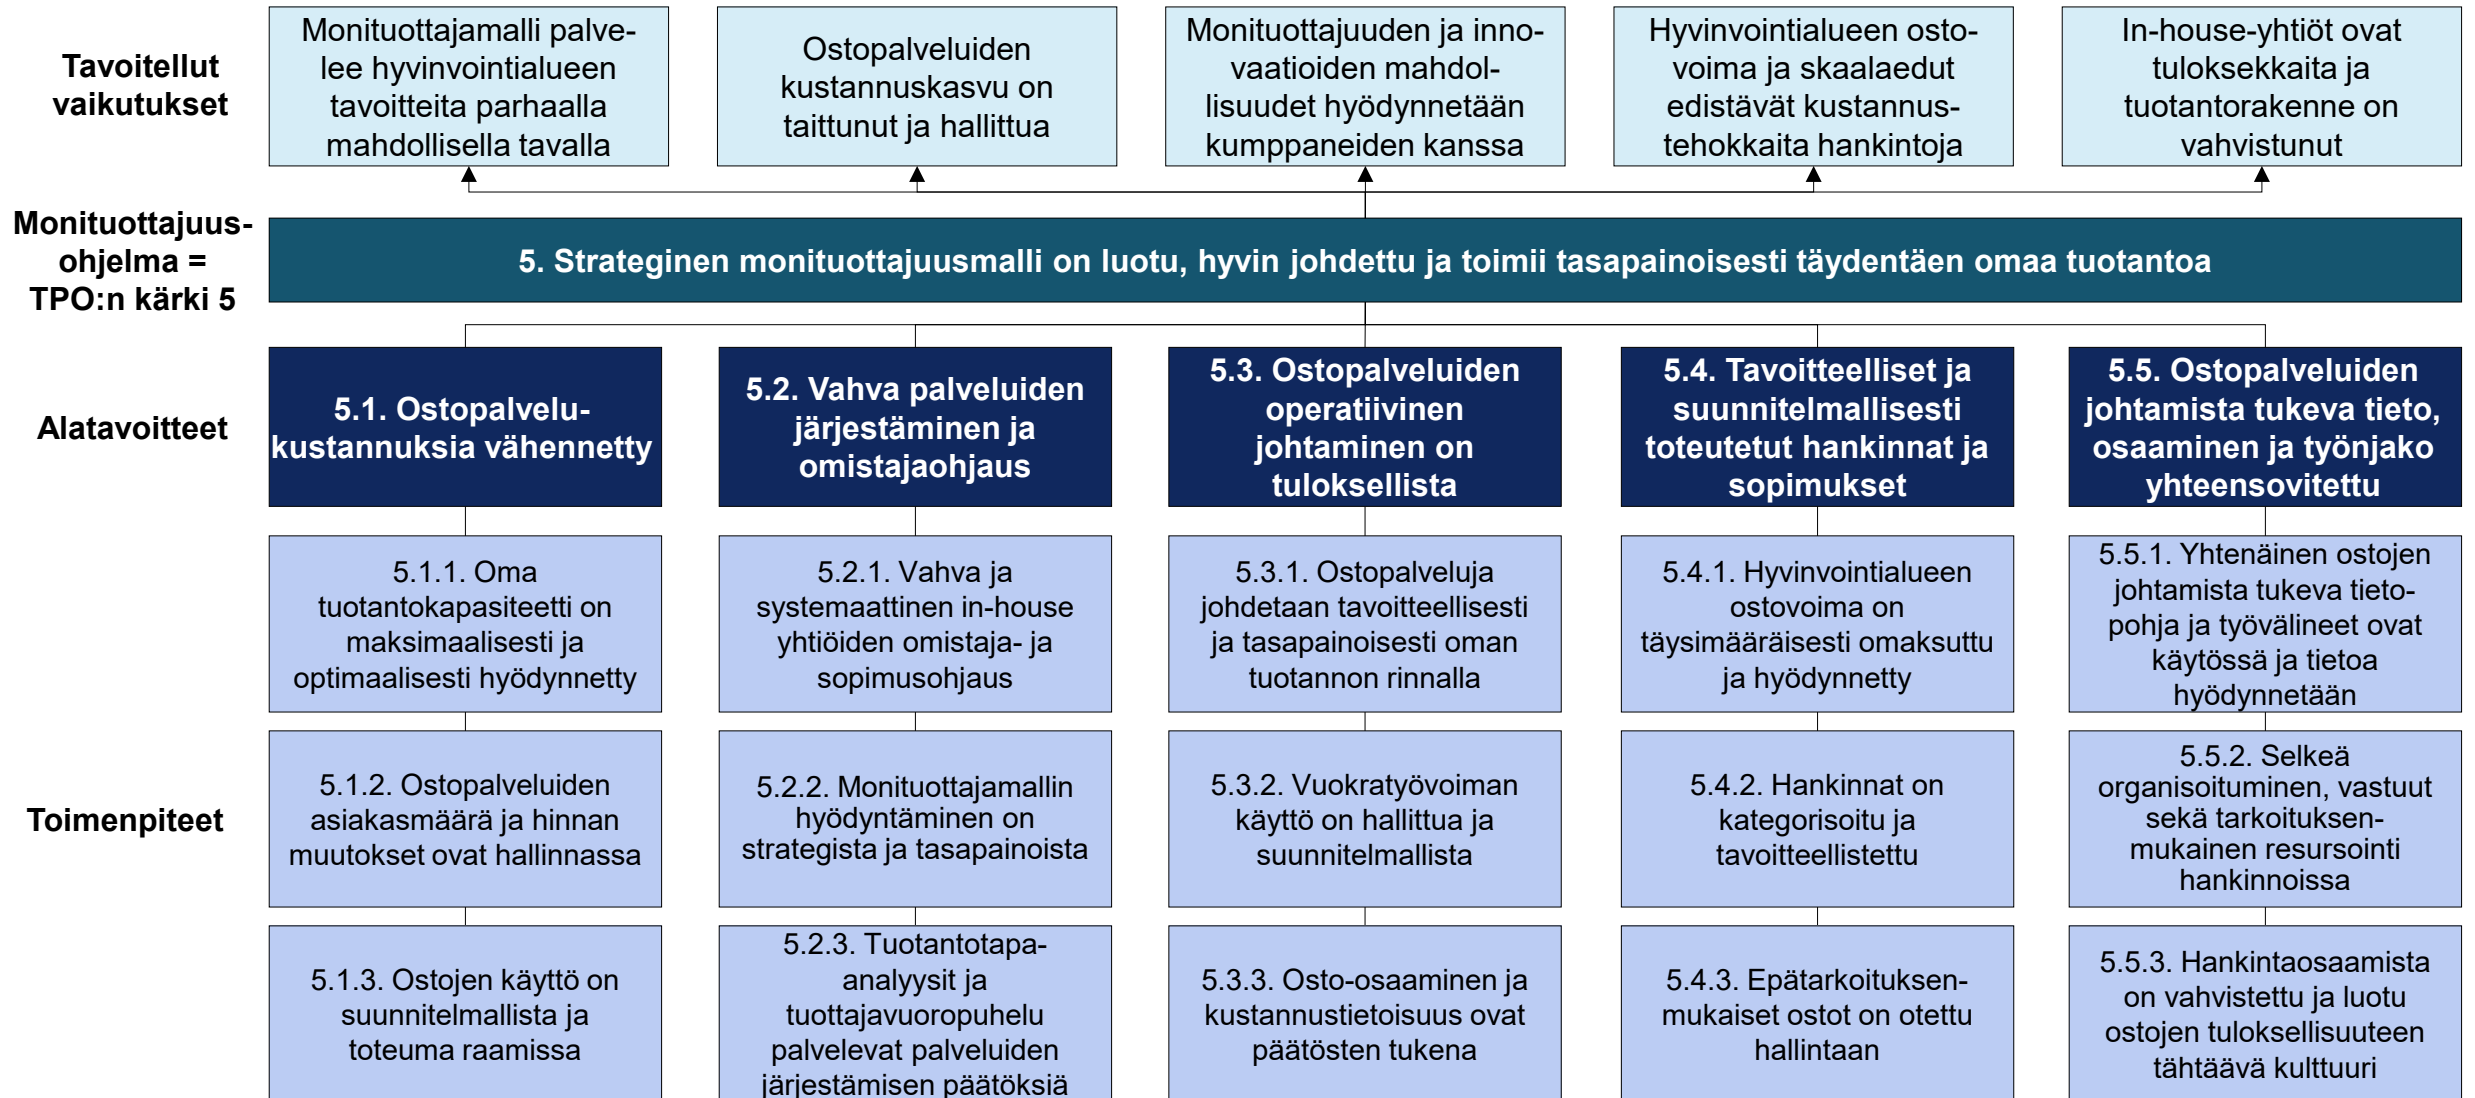 Tavoitellut
vaikutukset
Monituottajamalli palve-
lee hyvinvointialueen
tavoitteita parhaalla
mahdollisella tavalla
Ostopalveluiden
kustannuskasvu on
taittunut ja hallittua
Monituottajuuden ja inno-
vaatioiden mahdol-
lisuudet hyödynnetään
kumppaneiden kanssa
Hyvinvointialueen osto-
voima ja skaalaedut
edistävät kustannus-
tehokkaita hankintoja
In-house-yhtiöt ovat
tuloksekkaita ja
tuotantorakenne on
vahvistunut
Monituottajuus-
ohjelma =
TPO:n kärki 5
5. Strateginen monituottajuusmalli on luotu, hyvin johdettu ja toimii tasapainoisesti täydentäen omaa tuotantoa
Alatavoitteet
5.1. Ostopalvelu-
kustannuksia vähennetty
5.2. Vahva palveluiden
järjestäminen ja
omistajaohjaus
5.3. Ostopalveluiden
operatiivinen
johtaminen on
tuloksellista
5.4. Tavoitteelliset ja
suunnitelmallisesti
toteutetut hankinnat ja
sopimukset
5.5. Ostopalveluiden
johtamista tukeva tieto,
osaaminen ja työnjako
yhteensovitettu
Toimenpiteet
5.1.1. Oma
tuotantokapasiteetti on
maksimaalisesti ja
optimaalisesti hyödynnetty
5.2.1. Vahva ja
systemaattinen in-house
yhtiöiden omistaja- ja
sopimusohjaus
5.3.1. Ostopalveluja
johdetaan tavoitteellisesti
ja tasapainoisesti oman
tuotannon rinnalla
5.4.1. Hyvinvointialueen
ostovoima on
täysimääräisesti omaksuttu
ja hyödynnetty
5.5.1. Yhtenäinen ostojen
johtamista tukeva tieto-
pohja ja työvälineet ovat
käytössä ja tietoa
hyödynnetään
5.1.2. Ostopalveluiden
asiakasmäärä ja hinnan
muutokset ovat hallinnassa
5.2.2. Monituottajamallin
hyödyntäminen on
strategista ja tasapainoista
5.3.2. Vuokratyövoiman
käyttö on hallittua ja
suunnitelmallista
5.4.2. Hankinnat on
kategorisoitu ja
tavoitteellistettu
5.5.2. Selkeä
organisoituminen, vastuut
sekä tarkoituksen-
mukainen resursointi
hankinnoissa
5.1.3. Ostojen käyttö on
suunnitelmallista ja
toteuma raamissa
5.2.3. Tuotantotapa-
analyysit ja
tuottajavuoropuhelu
palvelevat palveluiden
järjestämisen päätöksiä
5.3.3. Osto-osaaminen ja
kustannustietoisuus ovat
päätösten tukena
5.4.3. Epätarkoituksen-
mukaiset ostot on otettu
hallintaan
5.5.3. Hankintaosaamista
on vahvistettu ja luotu
ostojen tuloksellisuuteen
tähtäävä kulttuuri